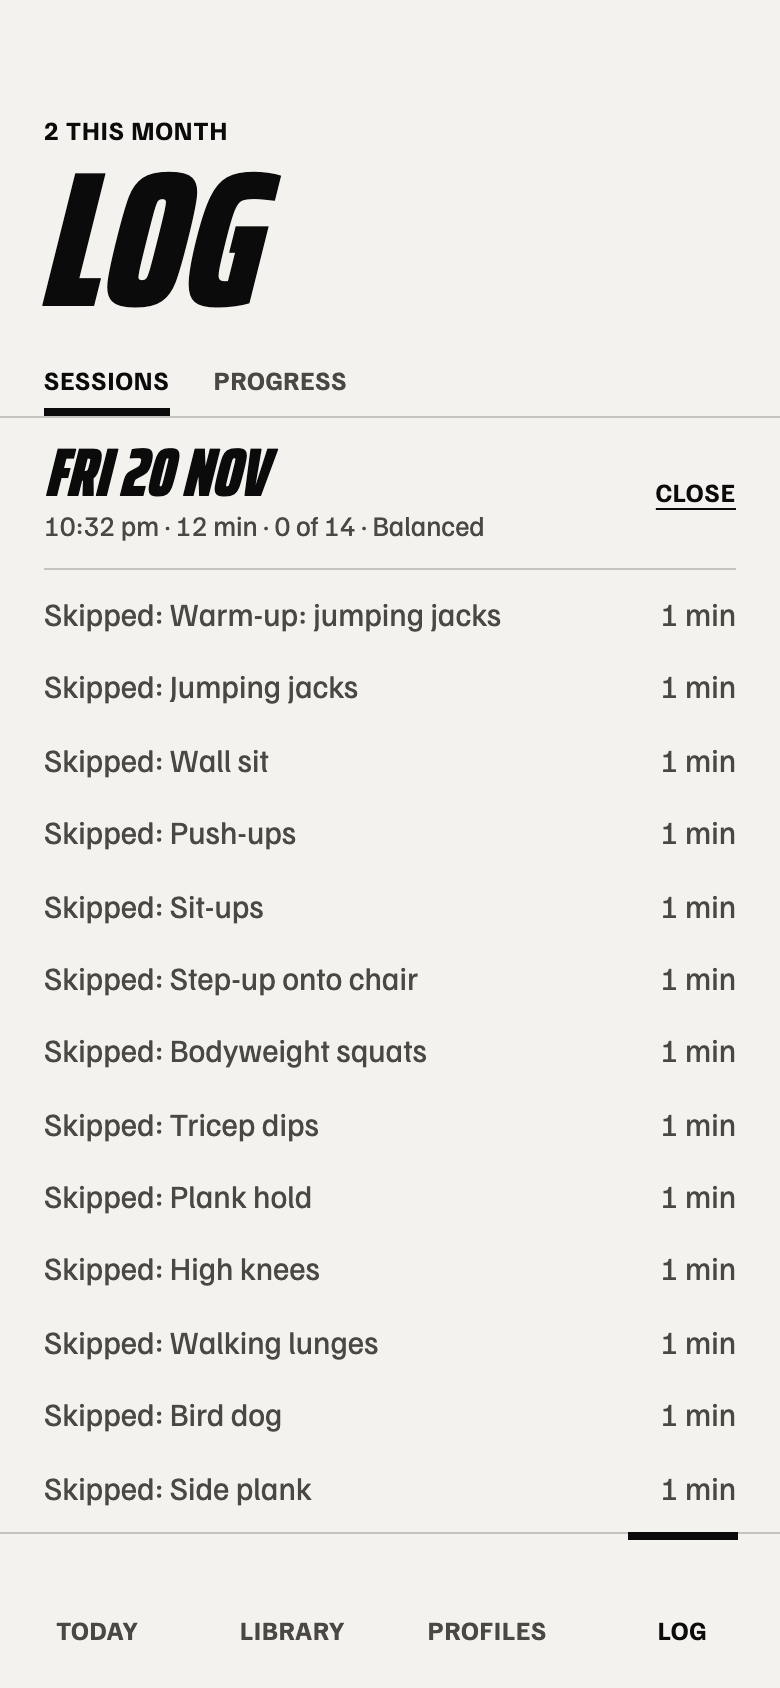 2 THIS MONTH
LOG
SESSIONS PROGRESS
FRI 20 NOV
CLOSE
10:32 pm · 12 min · 0 of 14 · Balanced
Skipped: Warm-up: jumping jacks 1 min
Skipped: Jumping jacks 1 min
Skipped: Wall sit 1 min
Skipped: Push-ups 1 min
Skipped: Sit-ups 1 min
Skipped: Step-up onto chair 1 min
Skipped: Bodyweight squats 1 min
Skipped: Tricep dips 1 min
Skipped: Plank hold 1 min
Skipped: High knees 1 min
Skipped: Walking lunges 1 min
Skipped: Bird dog 1 min
Skipped: Side plank 1 min
TODAY LIBRARY PROFILES LOG